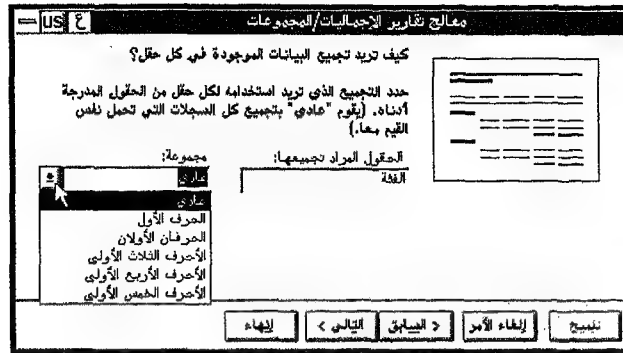 معالج تقارير الإجماليات/المجموعات
ع US
كيف تريد تجميع البيانات الموجودة في كل حقل؟
حدد التجميع الذي تريد استخدامه لكل حقل من الحقول المدرجة
أدناه. (يقوم "عادي" بتجميع كل السجلات التي تحمل نفس
القيم معا.)
الحقول المراد تجميعها:
مجموعة:
الفئة
عادي
عادي
الحرف الأول
الحرفان الأولان
الأحرف الثلاث الأولى
الأحرف الأربع الأولى
الأحرف الخمس الأولى
تلميح
إلغاء الأمر
< السابق
التالي >
إنهاء